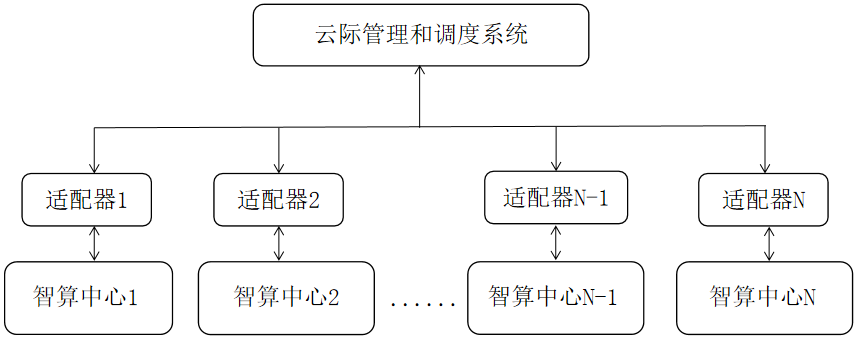 云际管理和调度系统
适配器1
适配器2
适配器N-1
适配器N
智算中心1
智算中心2
......
智算中心N-1
智算中心N